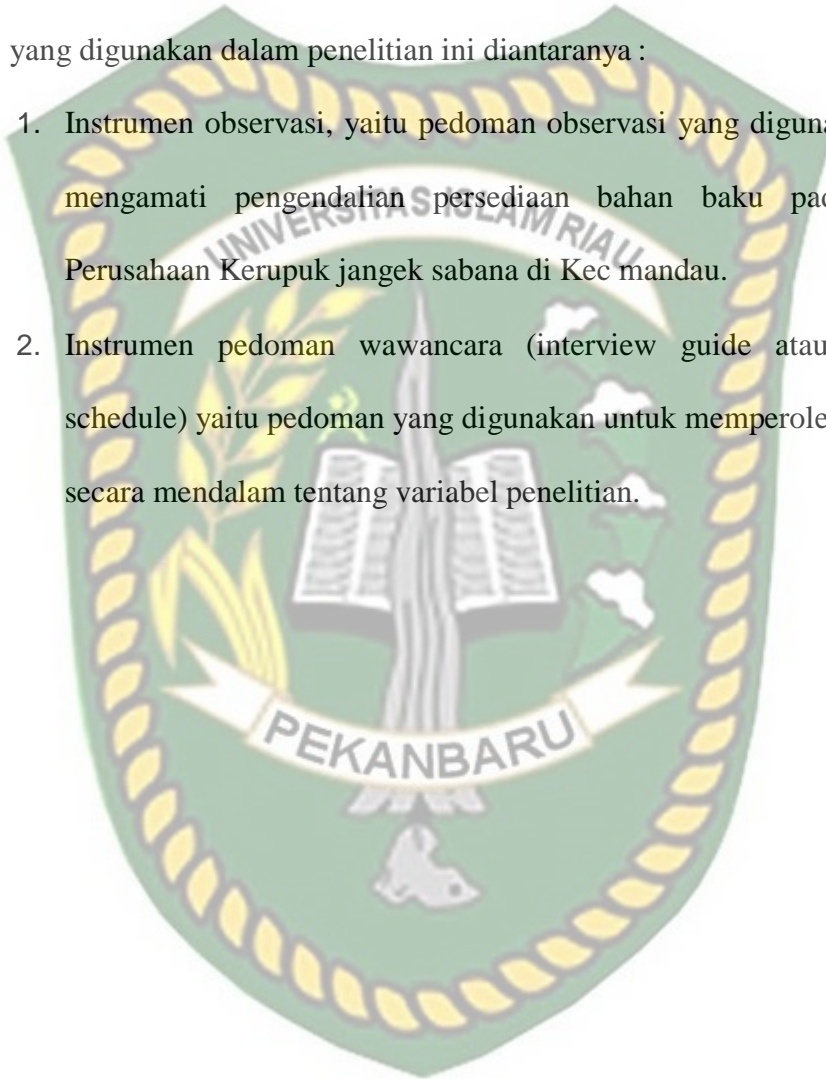 yang digunakan dalam penelitian ini diantaranya :
1. Instrumen observasi, yaitu pedoman observasi yang diguna
mengamati pengendalian persediaan bahan baku pad
UNIVERSITAS ISLAM RIAU
Perusahaan Kerupuk jangek sabana di Kec mandau.
2. Instrumen pedoman wawancara (interview guide atau
schedule) yaitu pedoman yang digunakan untuk memperole
secara mendalam tentang variabel penelitian.
PEKANBARU